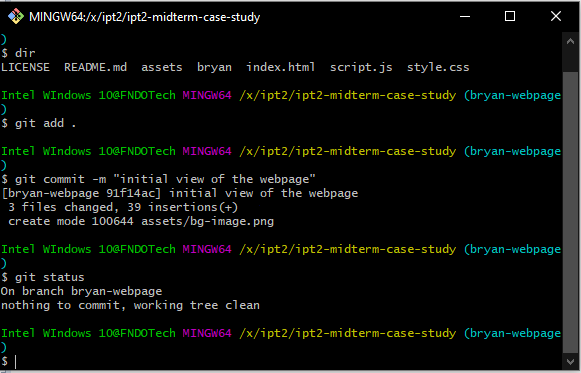 MINGW64:/x/ipt2/ipt2-midterm-case-study
)
$ dir
LICENSE  README.md  assets  bryan  index.html  script.js  style.css
Intel WIndows 10@FNDOTech MINGW64 /x/ipt2/ipt2-midterm-case-study (bryan-webpage
)
$ git add .
Intel WIndows 10@FNDOTech MINGW64 /x/ipt2/ipt2-midterm-case-study (bryan-webpage
)
$ git commit -m "initial view of the webpage"
[bryan-webpage 91f14ac] initial view of the webpage
 3 files changed, 39 insertions(+)
 create mode 100644 assets/bg-image.png
Intel WIndows 10@FNDOTech MINGW64 /x/ipt2/ipt2-midterm-case-study (bryan-webpage
)
$ git status
On branch bryan-webpage
nothing to commit, working tree clean
Intel WIndows 10@FNDOTech MINGW64 /x/ipt2/ipt2-midterm-case-study (bryan-webpage
)
$